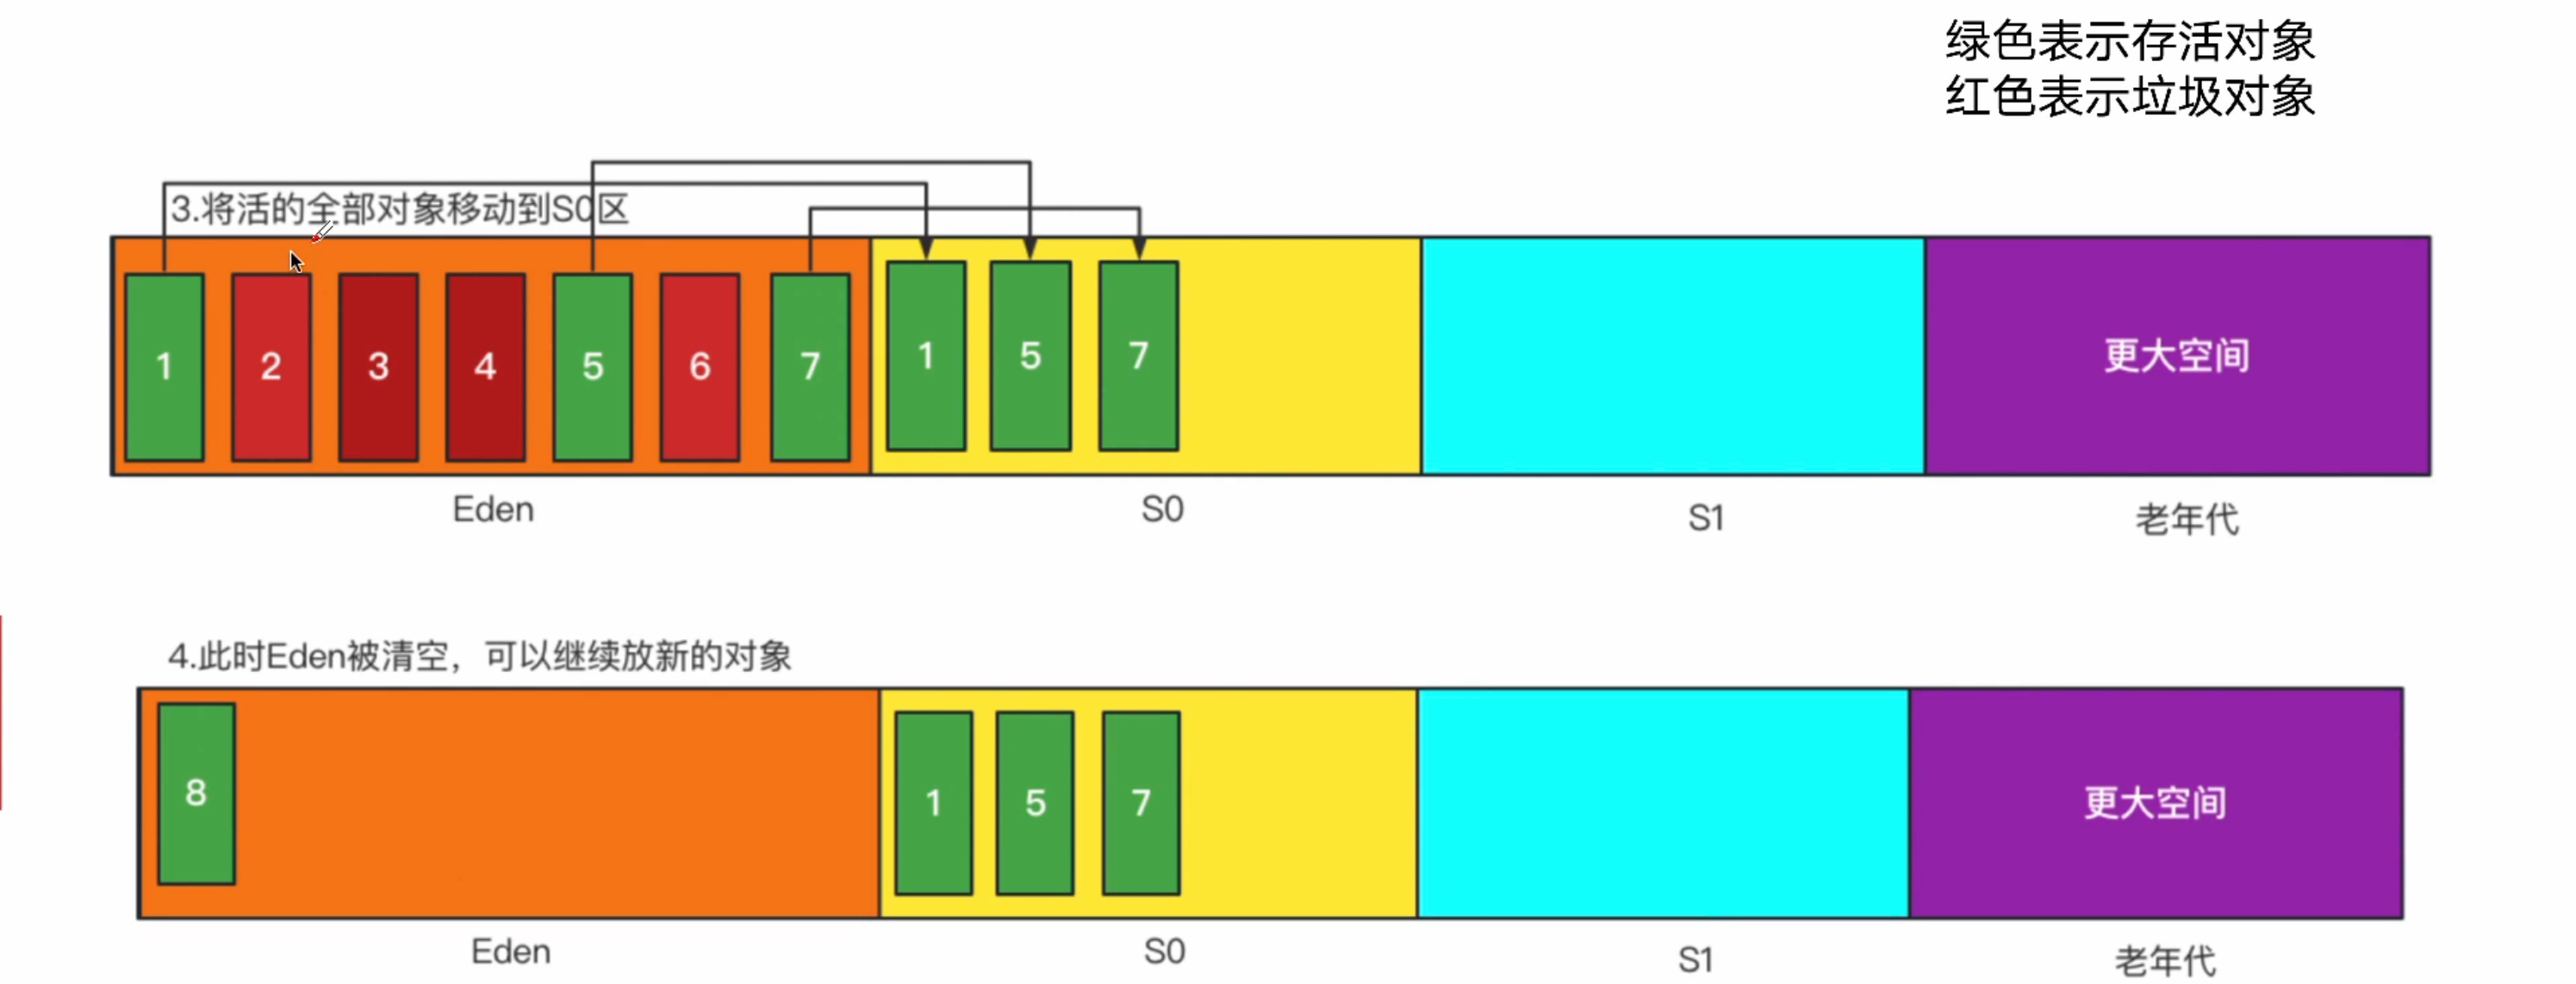 绿色表示存活对象
红色表示垃圾对象
3.将活的全部对象移动到S0区
1 2 3 4 5 6 7 1 5 7 更大空间
Eden S0 S1 老年代
4.此时Eden被清空，可以继续放新的对象
8 1 5 7 更大空间
Eden S0 S1 老年代